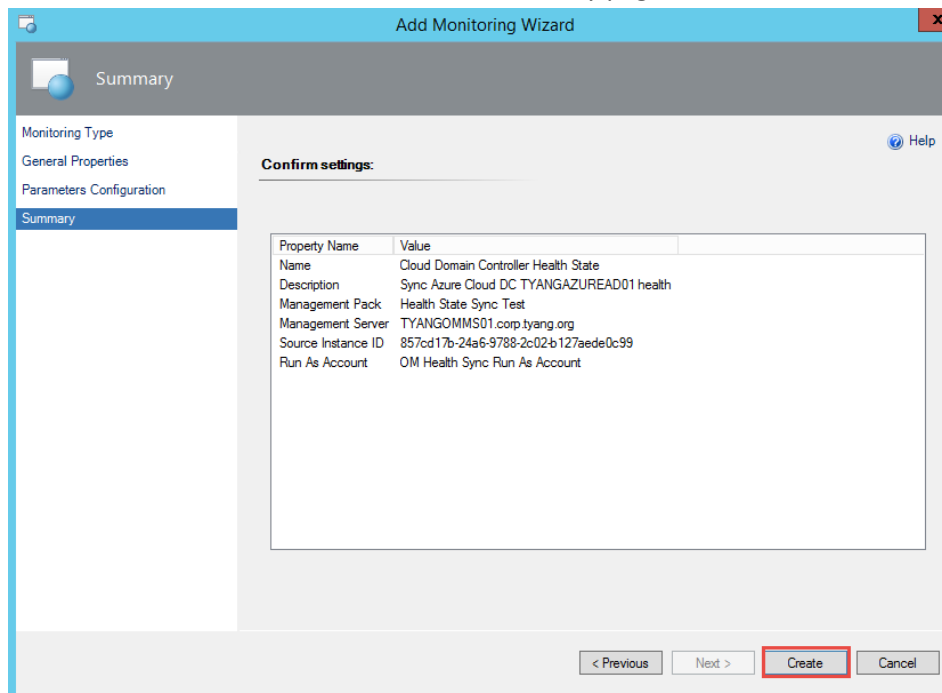 Add Monitoring Wizard
x
Summary
Monitoring Type
General Properties
Parameters Configuration
Summary
Help
Confirm settings:
Property Name Value
Name Cloud Domain Controller Health State
Description Sync Azure Cloud DC TYANGAZUREAD01 health
Management Pack Health State Sync Test
Management Server TYANGOMMS01.corp.tyang.org
Source Instance ID 857cd17b-24a6-9788-2c02-b127aede0c99
Run As Account OM Health Sync Run As Account
< Previous Next > Create Cancel